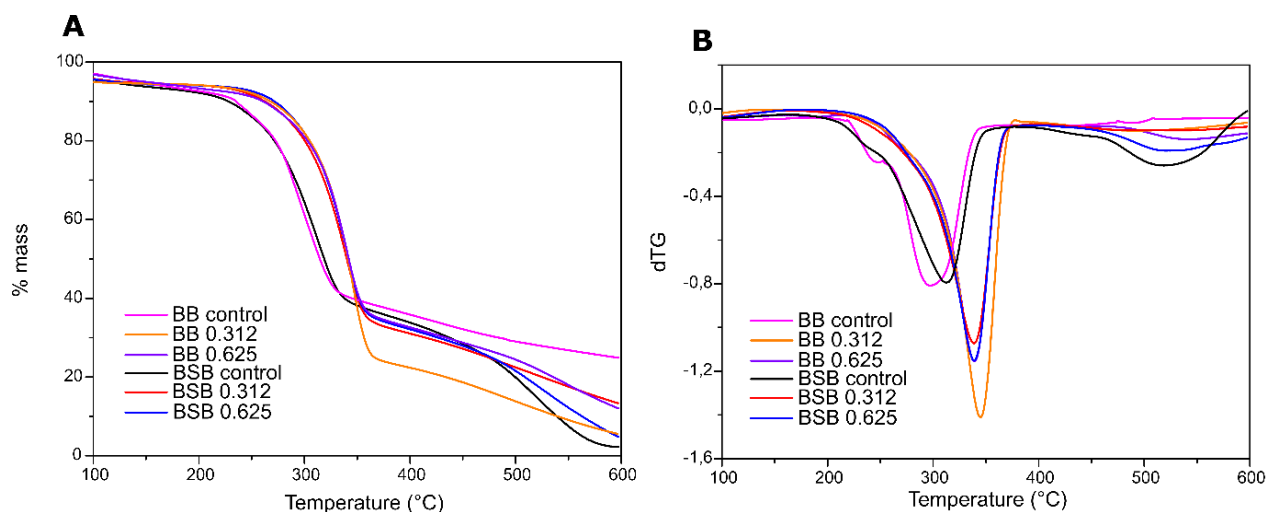 A
100
80
60
40
20
0
% mass
BB control
BB 0.312
BB 0.625
BSB control
BSB 0.312
BSB 0.625
100
200
300
400
500
600
Temperature (°C)
B
0,0
-0,4
-0,8
-1,2
-1,6
dTG
BB control
BB 0.312
BB 0.625
BSB control
BSB 0.312
BSB 0.625
100
200
300
400
500
600
Temperature (°C)